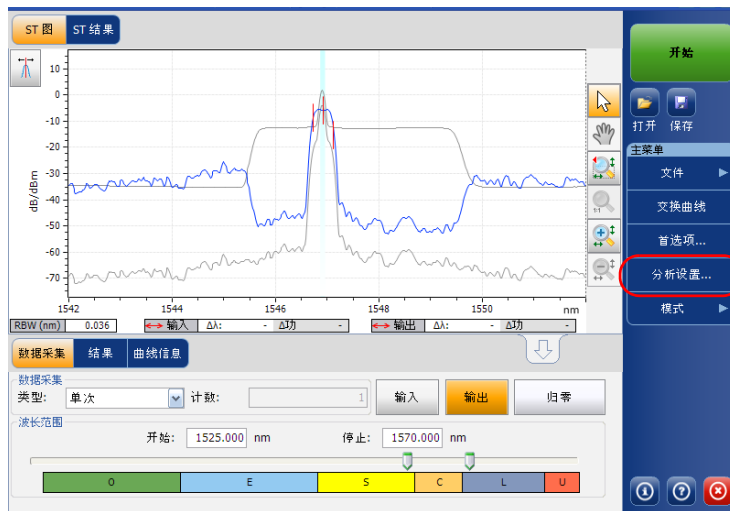 ST 图 ST 结果
开始
打开 保存
主菜单
文件
交换曲线
首选项...
分析设置...
模式
dB/dBm
10
0
-10
-20
-30
-40
-50
-60
-70
1:1
1542 1544 1546 1548 1550 nm
RBW (nm) 0.036 输入 Δλ: - Δ功 - 输出 Δλ: - Δ功 -
数据采集 结果 曲线信息
数据采集
类型: 单次 计数: 1 输入 输出 归零
波长范围
开始: 1525.000 nm 停止: 1570.000 nm
O E S C L U